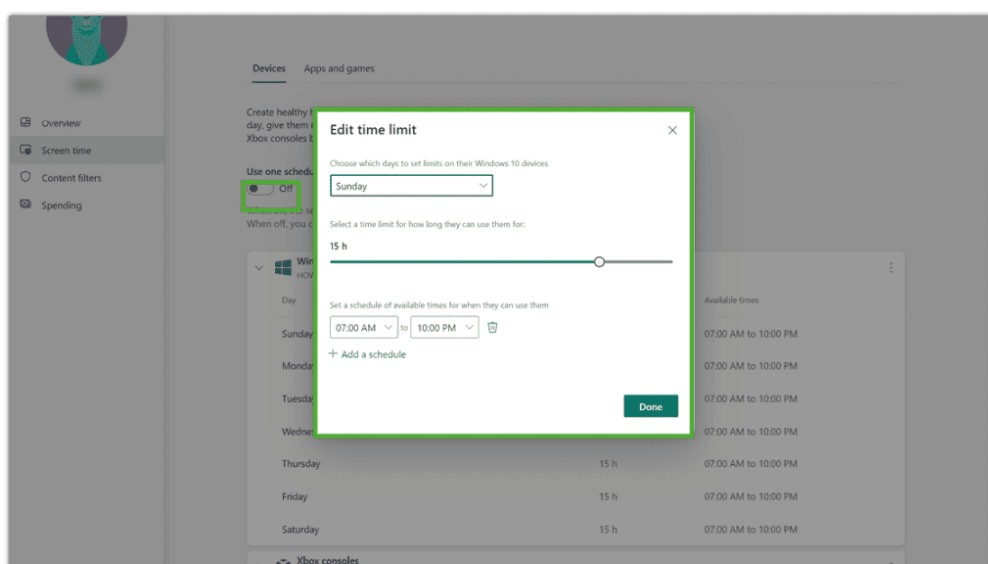 Devices Apps and games
Overview
Screen time
Content filters
Spending
Create healthy
day, give them
Xbox consoles
Use one schedu
Off
When off, you c
Edit time limit
Choose which days to set limits on their Windows 10 devices
Sunday
Select a time limit for how long they can use them for:
15 h
Set a schedule of available times for when they can use them
07:00 AM to 10:00 PM
+ Add a schedule
Done
Win
HOW
Day Available times
Sunday 07:00 AM to 10:00 PM
Monday 07:00 AM to 10:00 PM
Tuesday 07:00 AM to 10:00 PM
Wednes 07:00 AM to 10:00 PM
Thursday 15 h 07:00 AM to 10:00 PM
Friday 15 h 07:00 AM to 10:00 PM
Saturday 15 h 07:00 AM to 10:00 PM
Xbox consoles